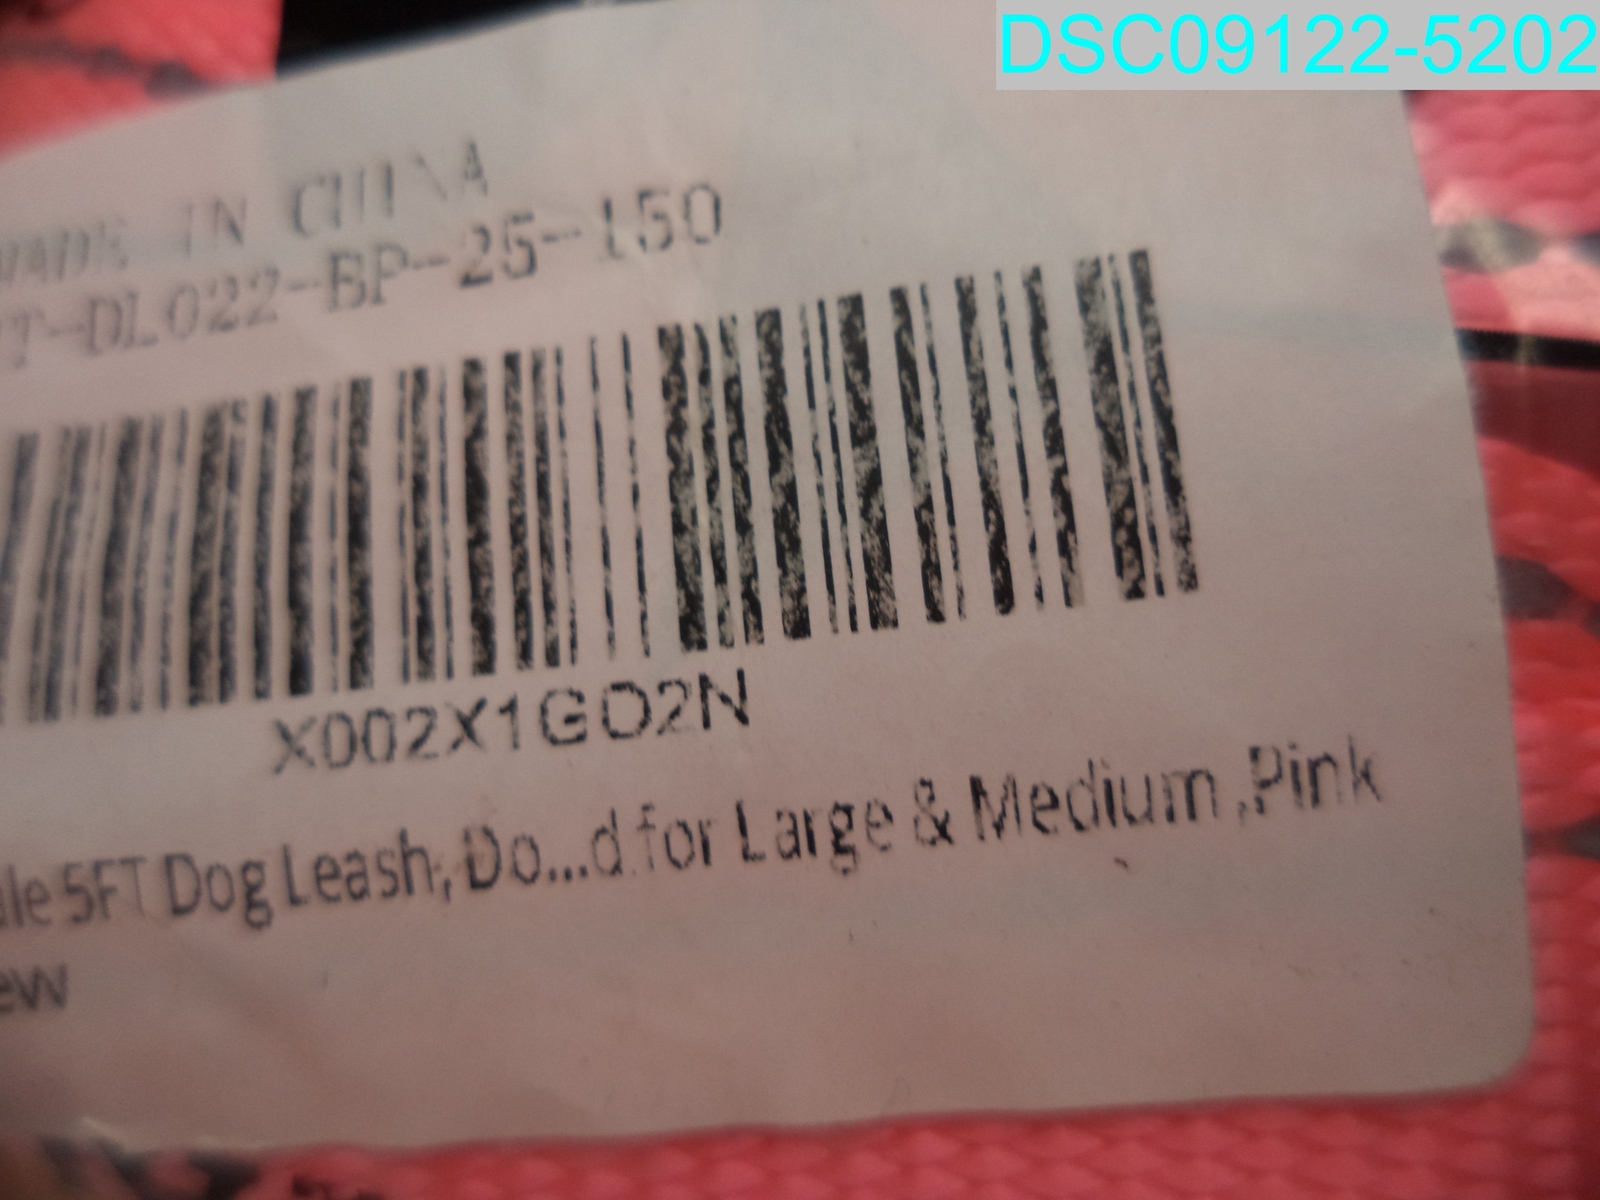 DSC09122-5202
MADE IN CHINA
T-DL022-BP-25-150
X002X1GO2N
ale 5FT Dog Leash, Do...d for Large & Medium ,Pink
ew